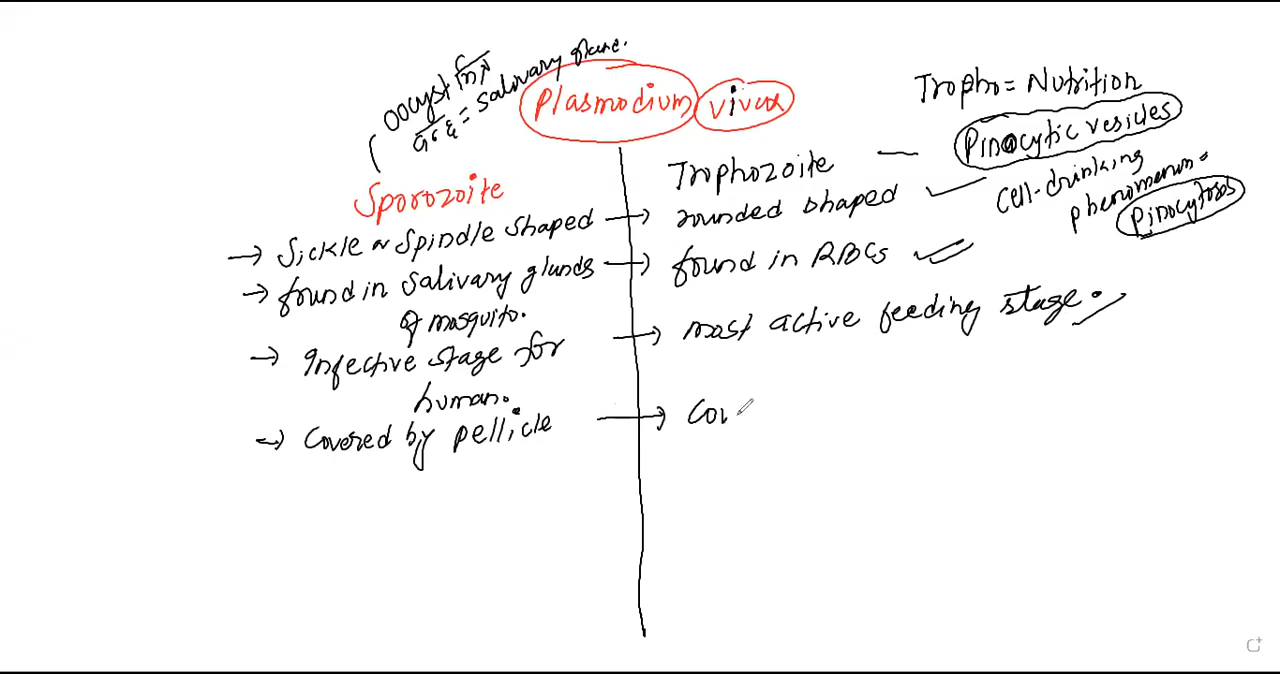 oocyst
= salivary
Plasmodium vivax
Tropho = Nutrition
Pinocytic vesicles
Cell-drinking
phenomenon =
Pinocytosis
Sporozoite
Trophozoite —
→ Sickle or Spindle shaped
→ rounded shaped
→ found in salivary glands
of mosquito.
→ found in RBCs
→ Infective stage for
human.
→ most active feeding stage.
→ Covered by pellicle
→ Cov